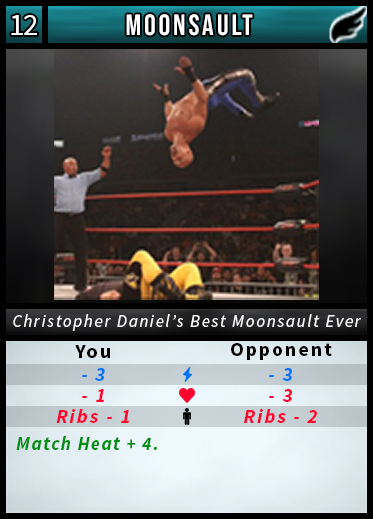 12 MOONSAULT
Christopher Daniel's Best Moonsault Ever
You Opponent
- 3 - 3
- 1 - 3
Ribs - 1 Ribs - 2
Match Heat + 4.